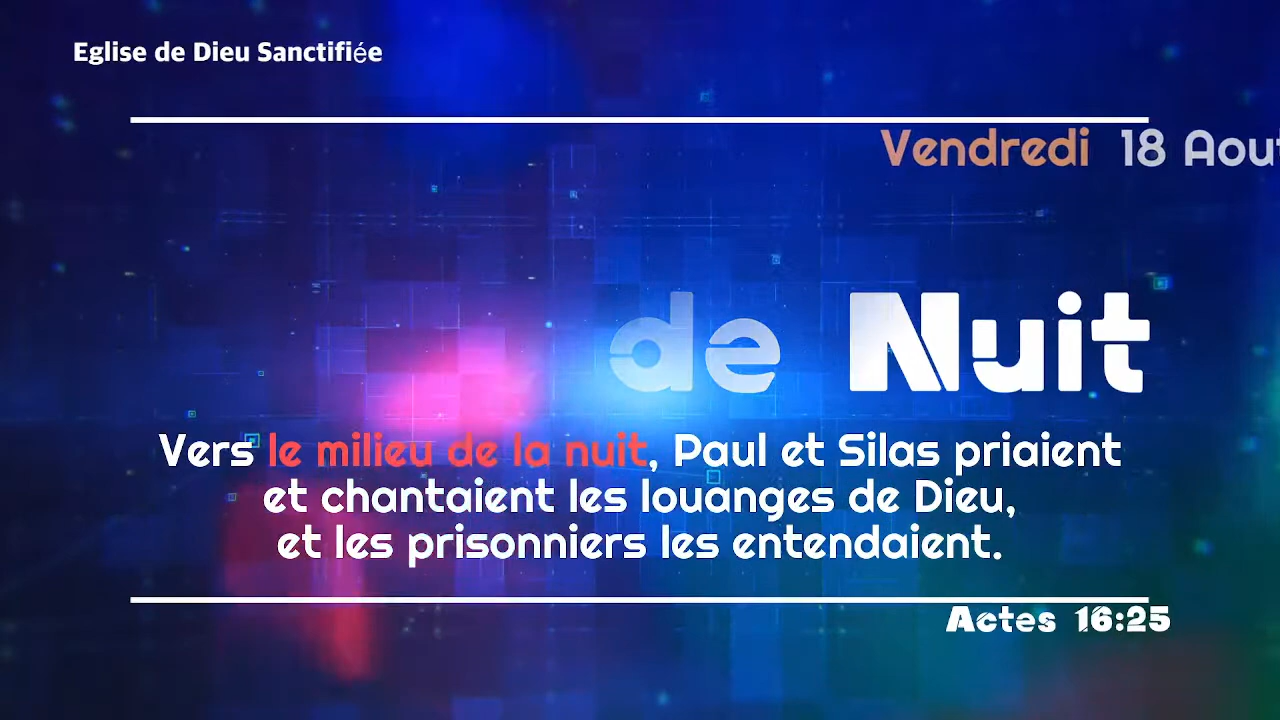 Eglise de Dieu Sanctifiée
Vendredi 18 Aou
de Nuit
Vers le milieu de la nuit, Paul et Silas priaient
et chantaient les louanges de Dieu,
et les prisonniers les entendaient.
Actes 16:25